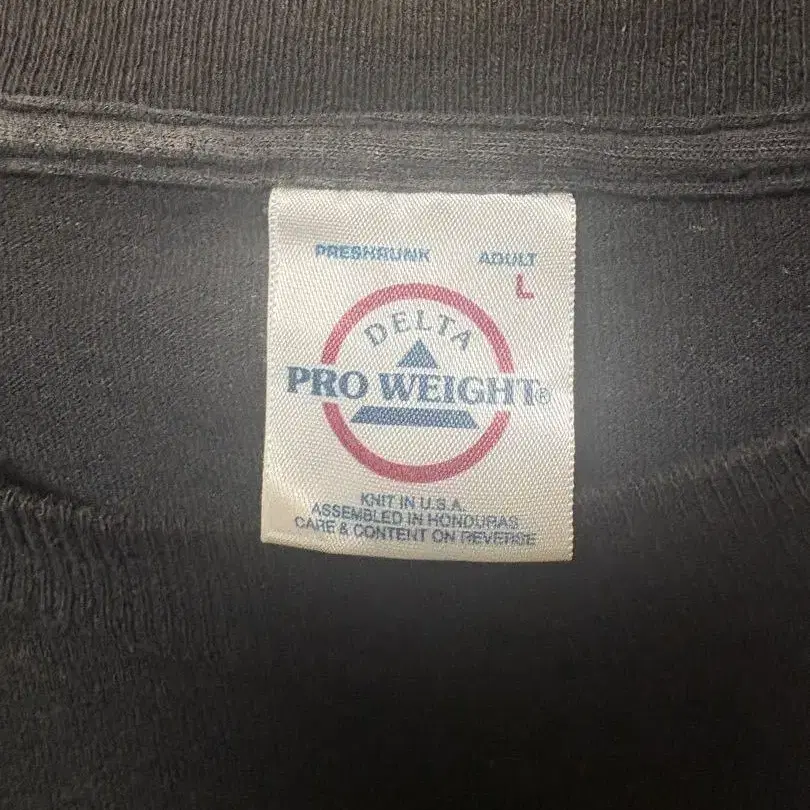 PRESHRUNK ADULT
L
DELTA
PRO WEIGHT®
KNIT IN U.S.A.
ASSEMBLED IN HONDURAS
CARE & CONTENT ON REVERSE